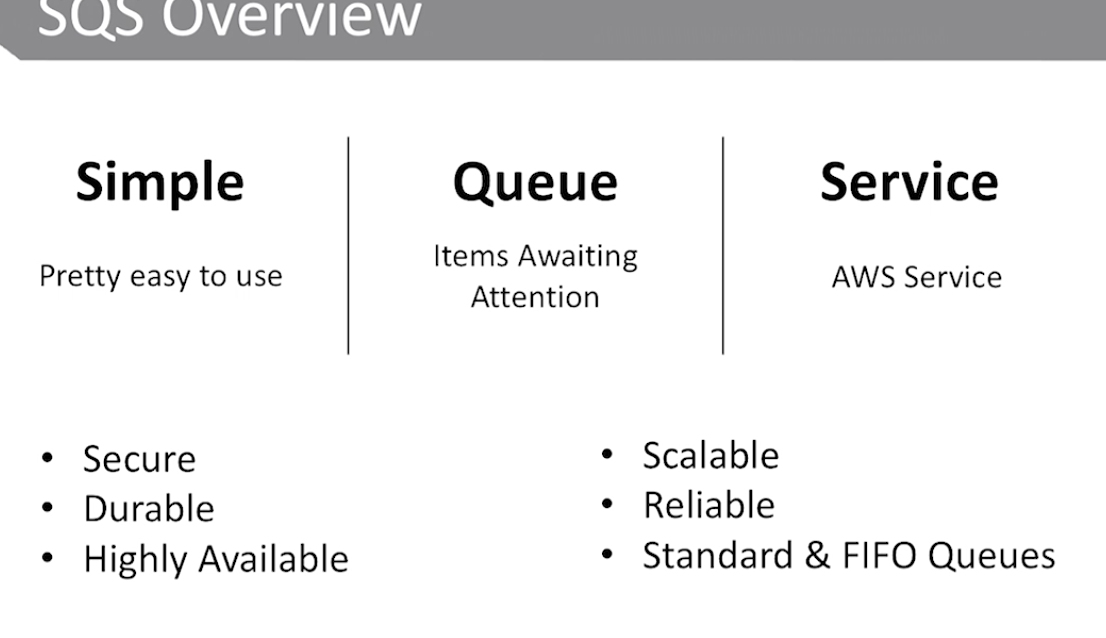 SQS Overview
Simple
Pretty easy to use
Queue
Items Awaiting
Attention
Service
AWS Service
• Secure
• Durable
• Highly Available
• Scalable
• Reliable
• Standard & FIFO Queues